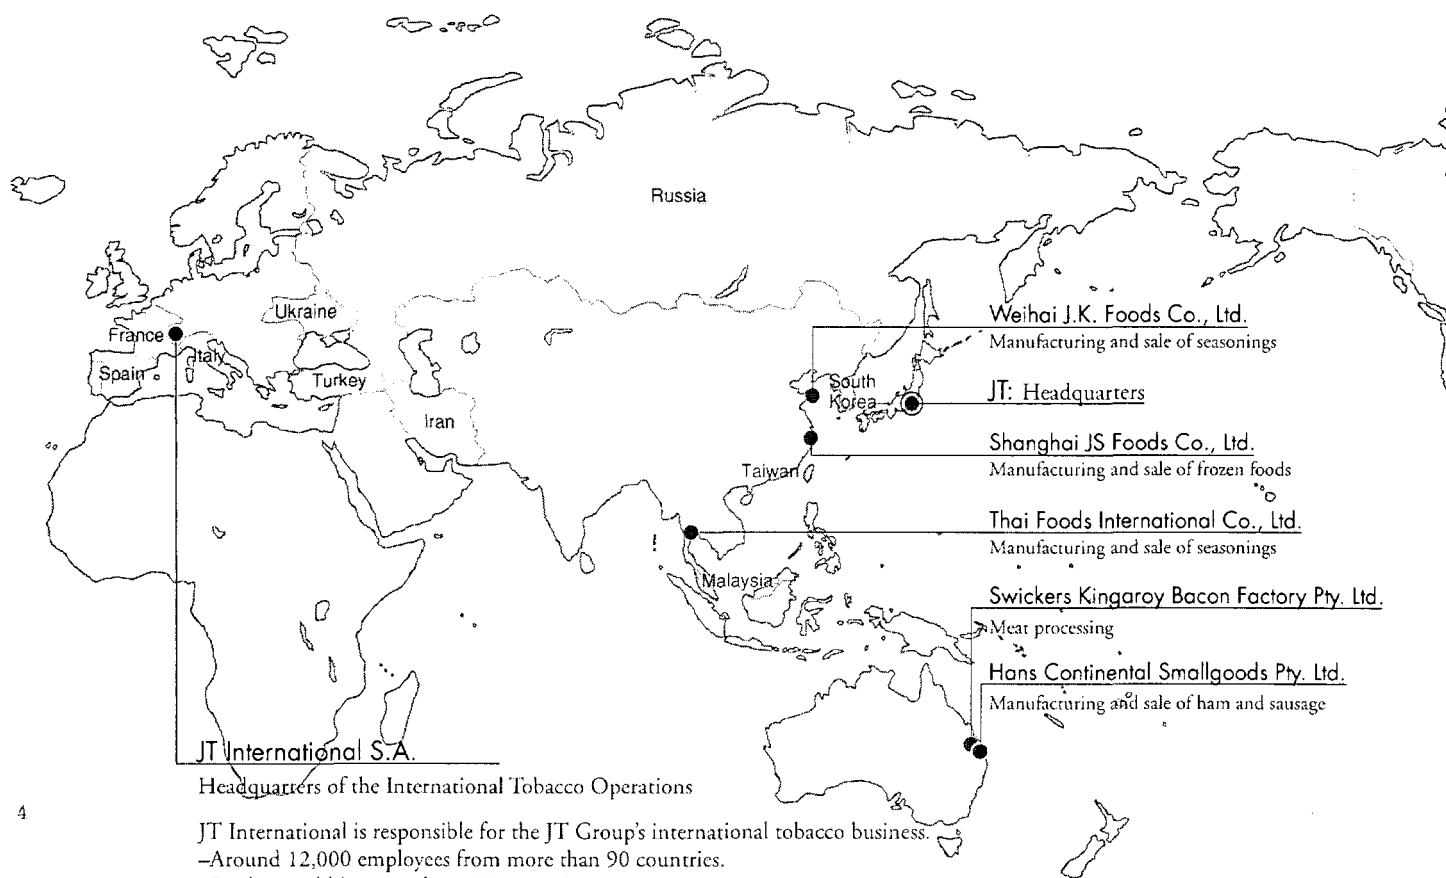 Russia
Ukraine
France
Italy
Spain
Turkey
Iran
South
Korea
Taiwan
Malaysia
Weihai J.K. Foods Co., Ltd.
Manufacturing and sale of seasonings
JT: Headquarters
Shanghai JS Foods Co., Ltd.
Manufacturing and sale of frozen foods
Thai Foods International Co., Ltd.
Manufacturing and sale of seasonings
Swickers Kingaroy Bacon Factory Pty. Ltd.
Meat processing
Hans Continental Smallgoods Pty. Ltd.
Manufacturing and sale of ham and sausage
JT International S.A.
Headquarters of the International Tobacco Operations
JT International is responsible for the JT Group's international tobacco business.
–Around 12,000 employees from more than 90 countries.
4